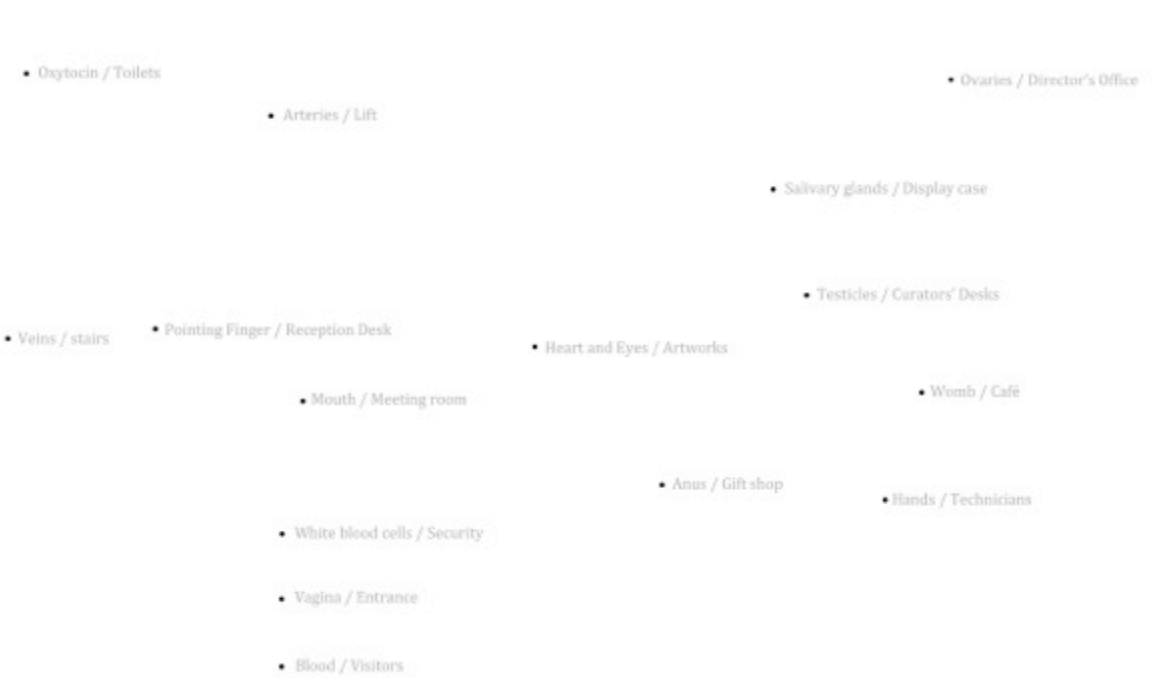 • Oxytocin / Toilets
• Ovaries / Director's Office
• Arteries / Lift
• Salivary glands / Display case
• Testicles / Curators' Desks
• Pointing Finger / Reception Desk
• Veins / stairs
• Heart and Eyes / Artworks
• Womb / Café
• Mouth / Meeting room
• Anus / Gift shop
• Hands / Technicians
• White blood cells / Security
• Vagina / Entrance
• Blood / Visitors